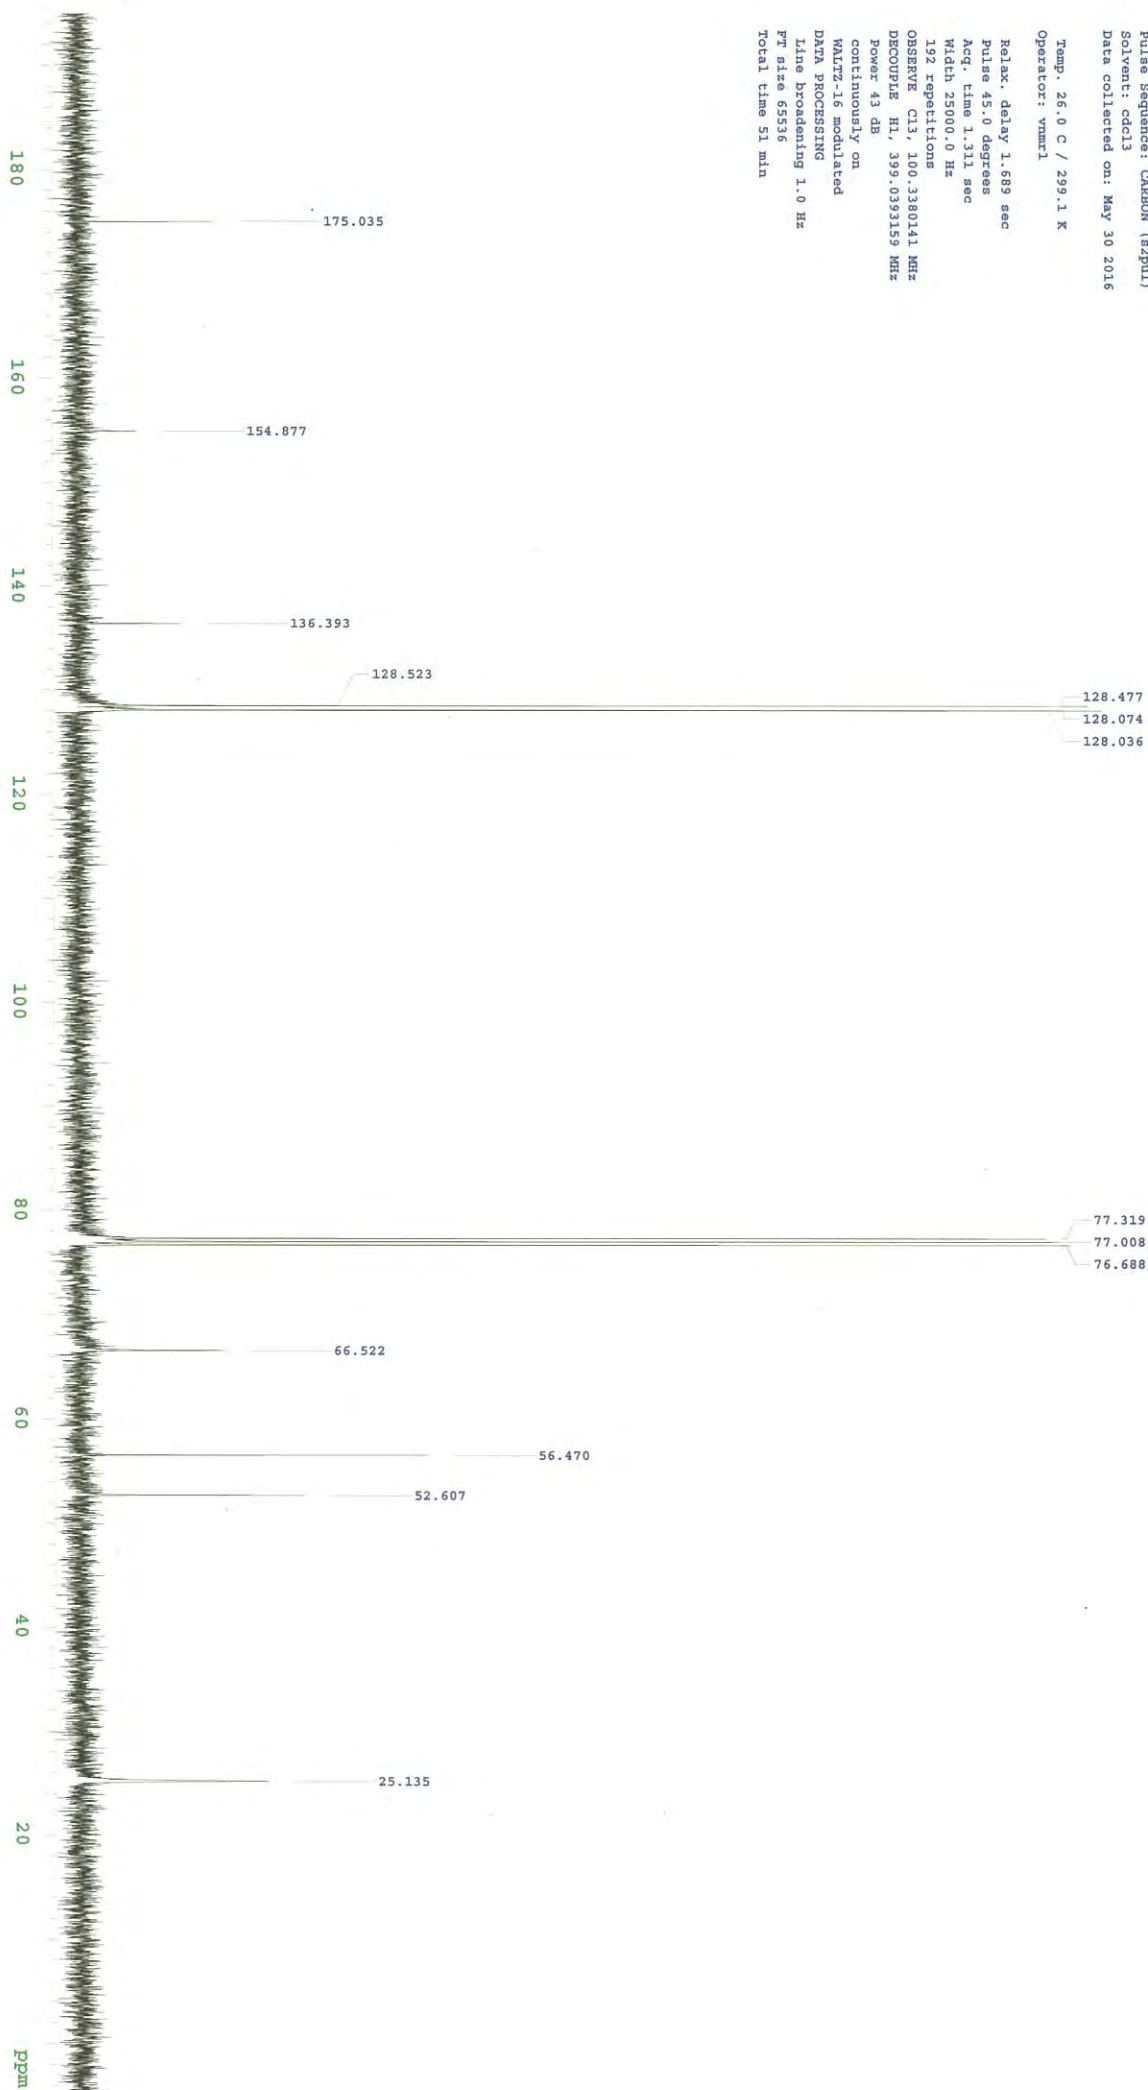 Pulse Sequence: CARBON (s2pul)
Solvent: cdcl3
Data collected on: May 30 2016
Temp. 26.0 C / 299.1 K
Operator: vnmr1
Relax. delay 1.689 sec
Pulse 45.0 degrees
Acq. time 1.311 sec
Width 25000.0 Hz
192 repetitions
OBSERVE C13, 100.3380141 MHz
DECOUPLE H1, 399.0393159 MHz
Power 43 dB
continuously on
WALTZ-16 modulated
DATA PROCESSING
Line broadening 1.0 Hz
FT size 65536
Total time 51 min
175.035
154.877
136.393
128.523
128.477
128.074
128.036
77.319
77.008
76.688
66.522
56.470
52.607
25.135
180
160
140
120
100
80
60
40
20
ppm